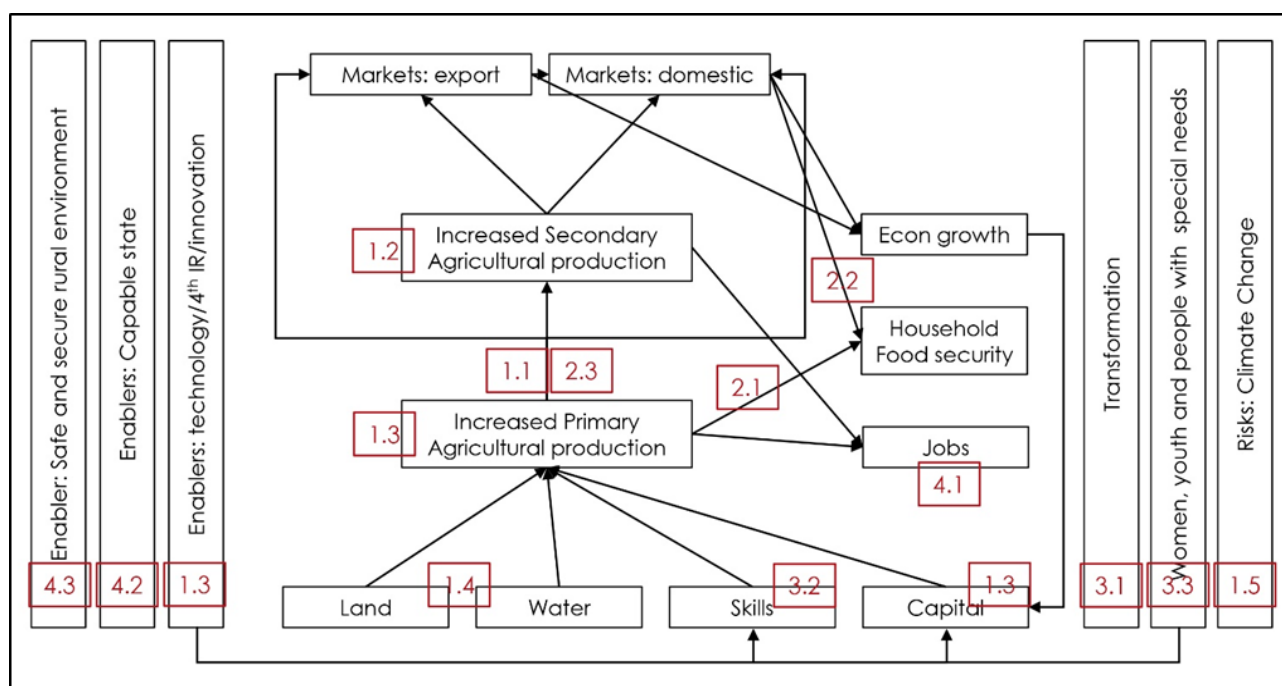 Enabler: Safe and secure rural environment
4.3
Enablers: Capable state
4.2
Enablers: technology/4th IR/innovation
1.3
Markets: export
Markets: domestic
1.2
Increased Secondary
Agricultural production
Econ growth
2.2
Household
Food security
1.1
2.3
2.1
1.3
Increased Primary
Agricultural production
Jobs
4.1
Land
1.4
Water
Skills
3.2
Capital
1.3
Transformation
3.1
Women, youth and people with special needs
3.3
Risks: Climate Change
1.5